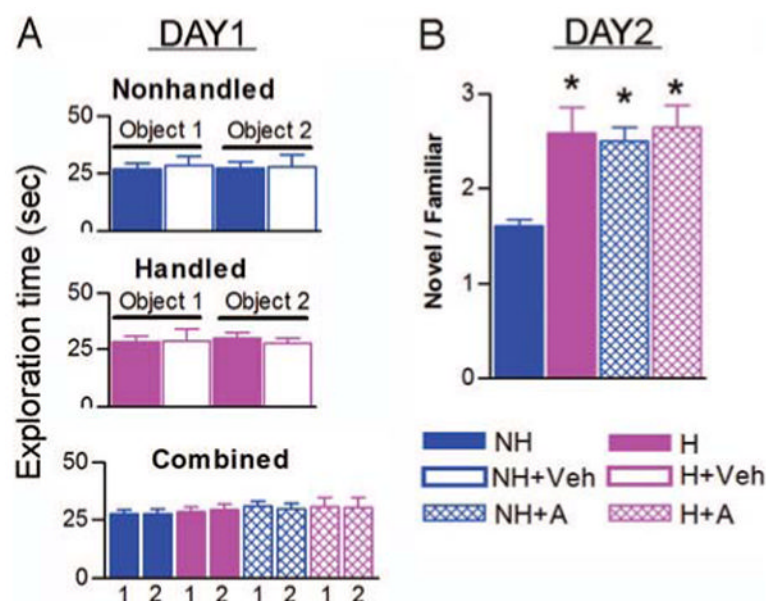 A DAY1
Nonhandled
50
Object 1 Object 2
25
0
Handled
50
Object 1 Object 2
25
0
Exploration time (sec)
Combined
50
25
0
1 2 1 2 1 2 1 2
B DAY2
* * *
3
2
1
0
Novel / Familiar
NH H
NH+Veh H+Veh
NH+A H+A